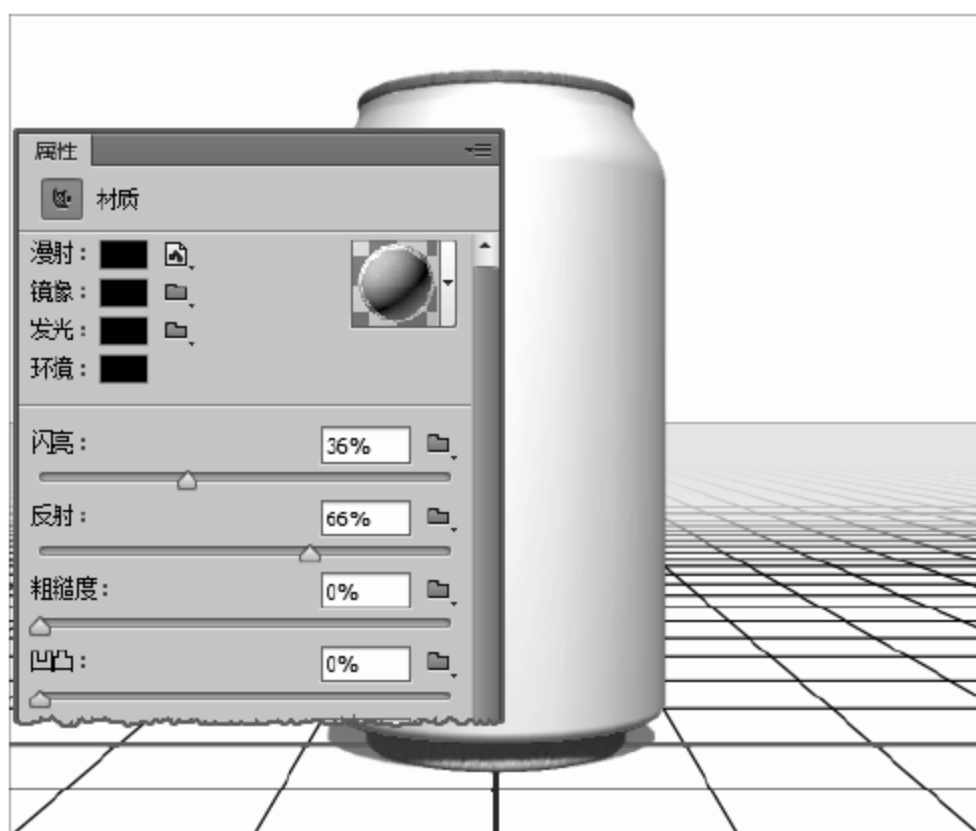 属性
材质
漫射：
镜像：
发光：
环境：
闪亮： 36%
反射： 66%
粗糙度： 0%
凹凸： 0%